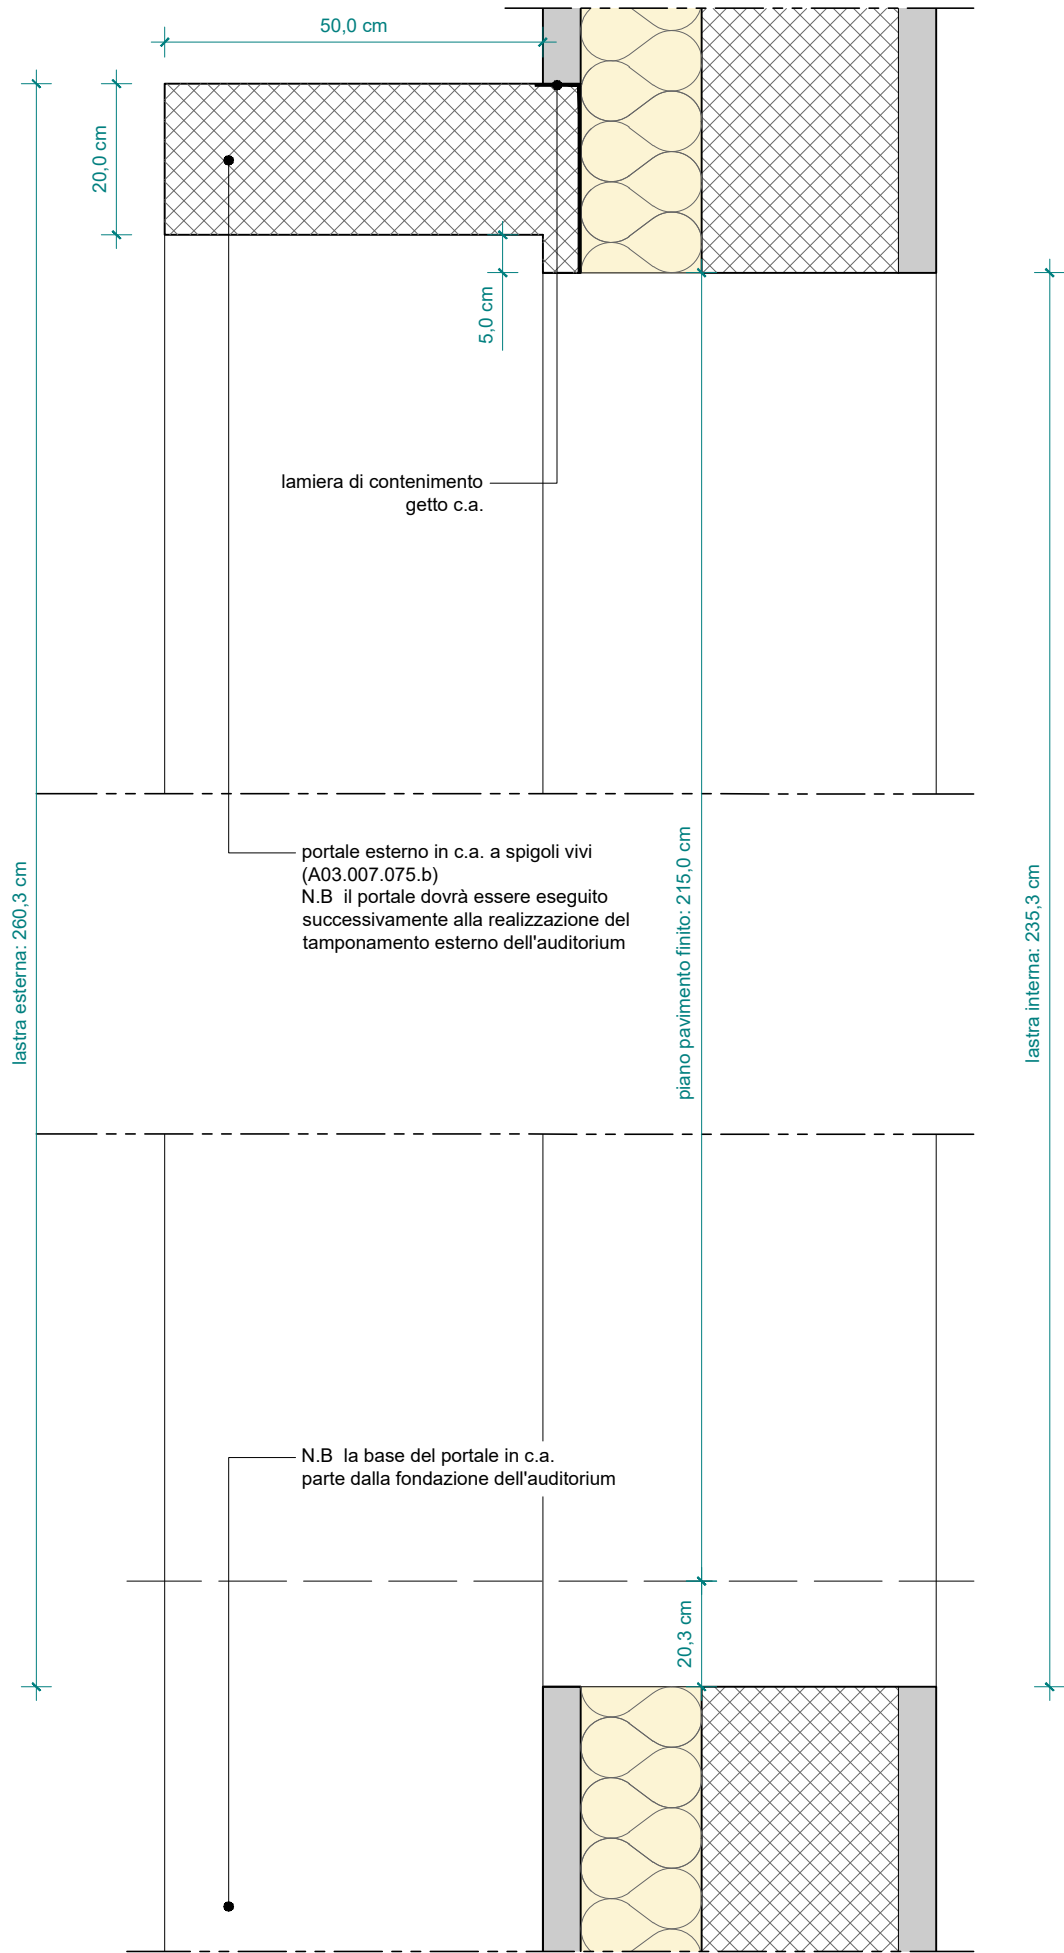 50,0 cm
20,0 cm
5,0 cm
lamiera di contenimento
getto c.a.
portale esterno in c.a. a spigoli vivi
(A03.007.075.b)
N.B  il portale dovrà essere eseguito
successivamente alla realizzazione del
tamponamento esterno dell'auditorium
lastra esterna: 260,3 cm
piano pavimento finito: 215,0 cm
lastra interna: 235,3 cm
N.B  la base del portale in c.a.
parte dalla fondazione dell'auditorium
20,3 cm